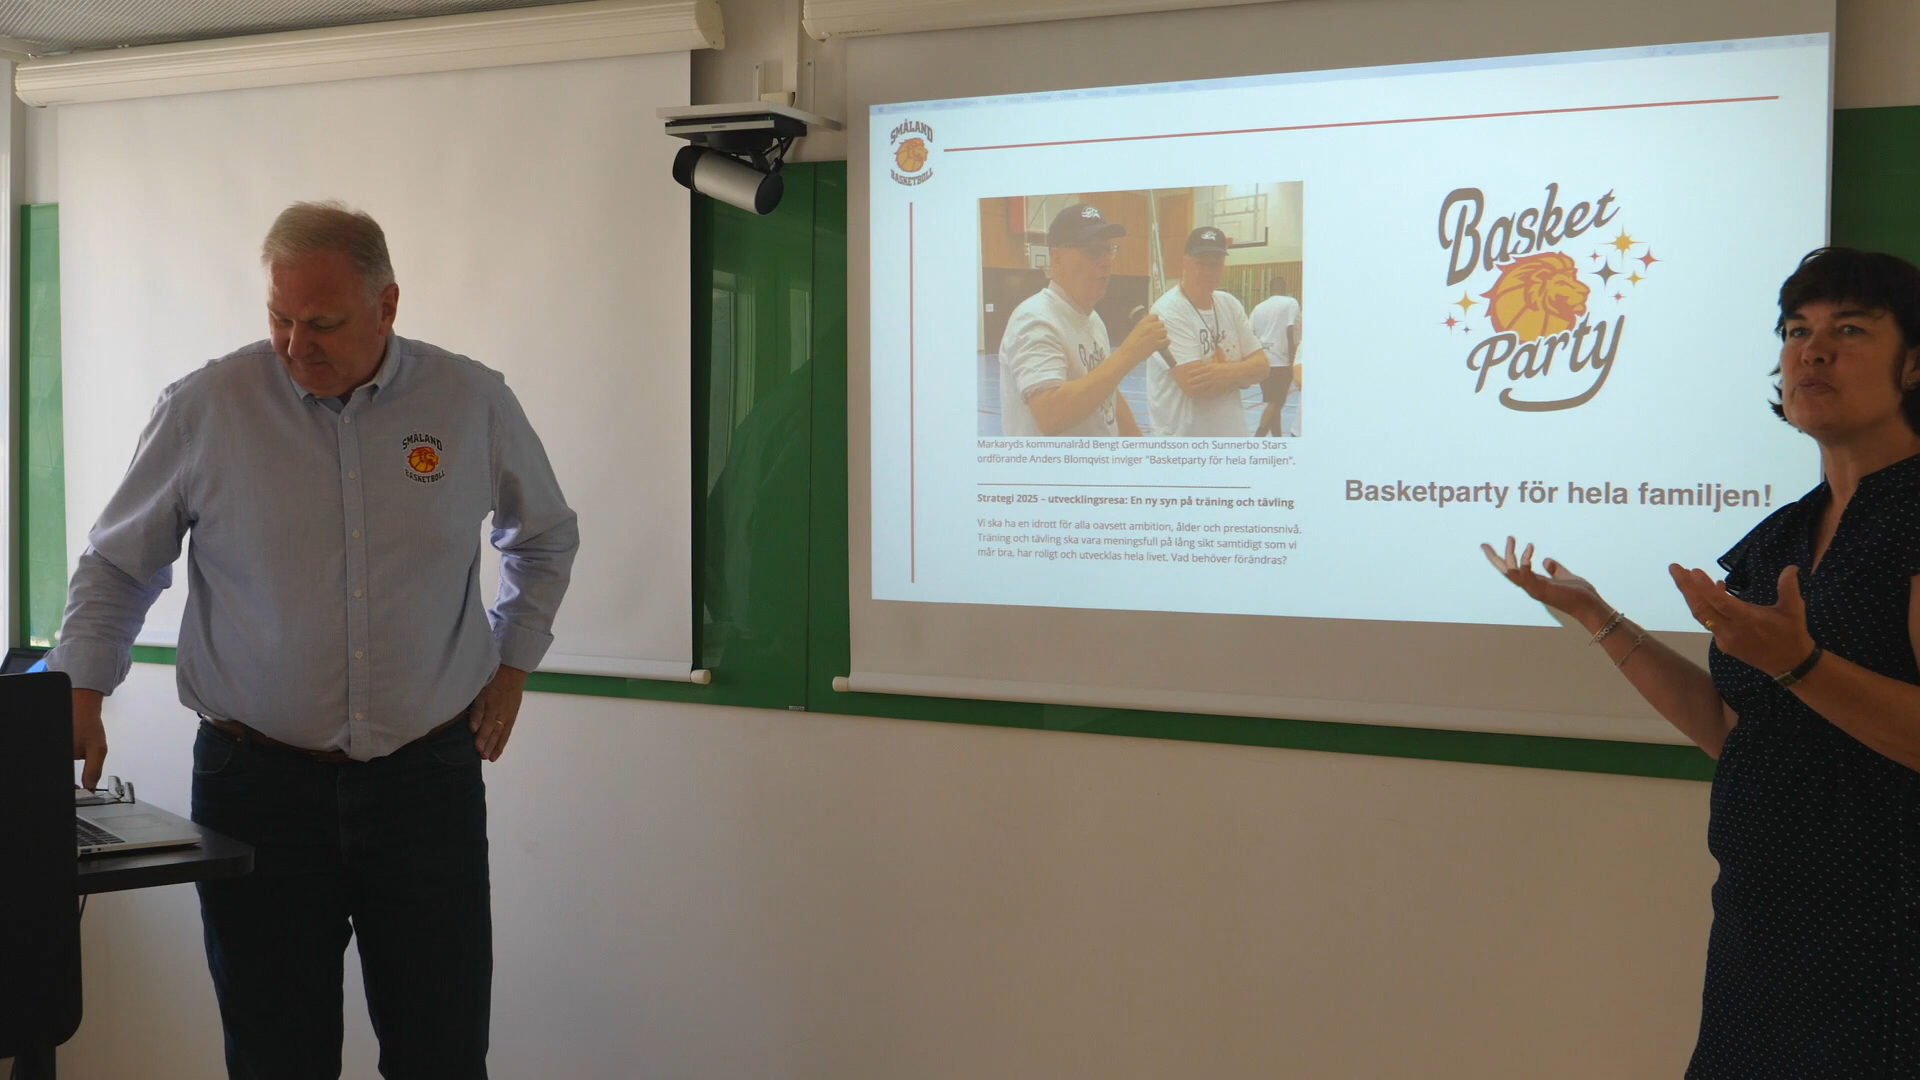 SMÅLAND
BASKETBOLL
Basket
Party
Markaryds kommunalråd Bengt Germundsson och Sunnerbo Stars
ordförande Anders Blomqvist inviger "Basketparty för hela familjen".
Strategi 2025 – utvecklingsresa: En ny syn på träning och tävling
Vi ska ha en idrott för alla oavsett ambition, ålder och prestationsnivå.
Träning och tävling ska vara meningsfull på lång sikt samtidigt som vi
mår bra, har roligt och utvecklas hela livet. Vad behöver förändras?
Basketparty för hela familjen!
SMÅLAND
BASKETBOLL